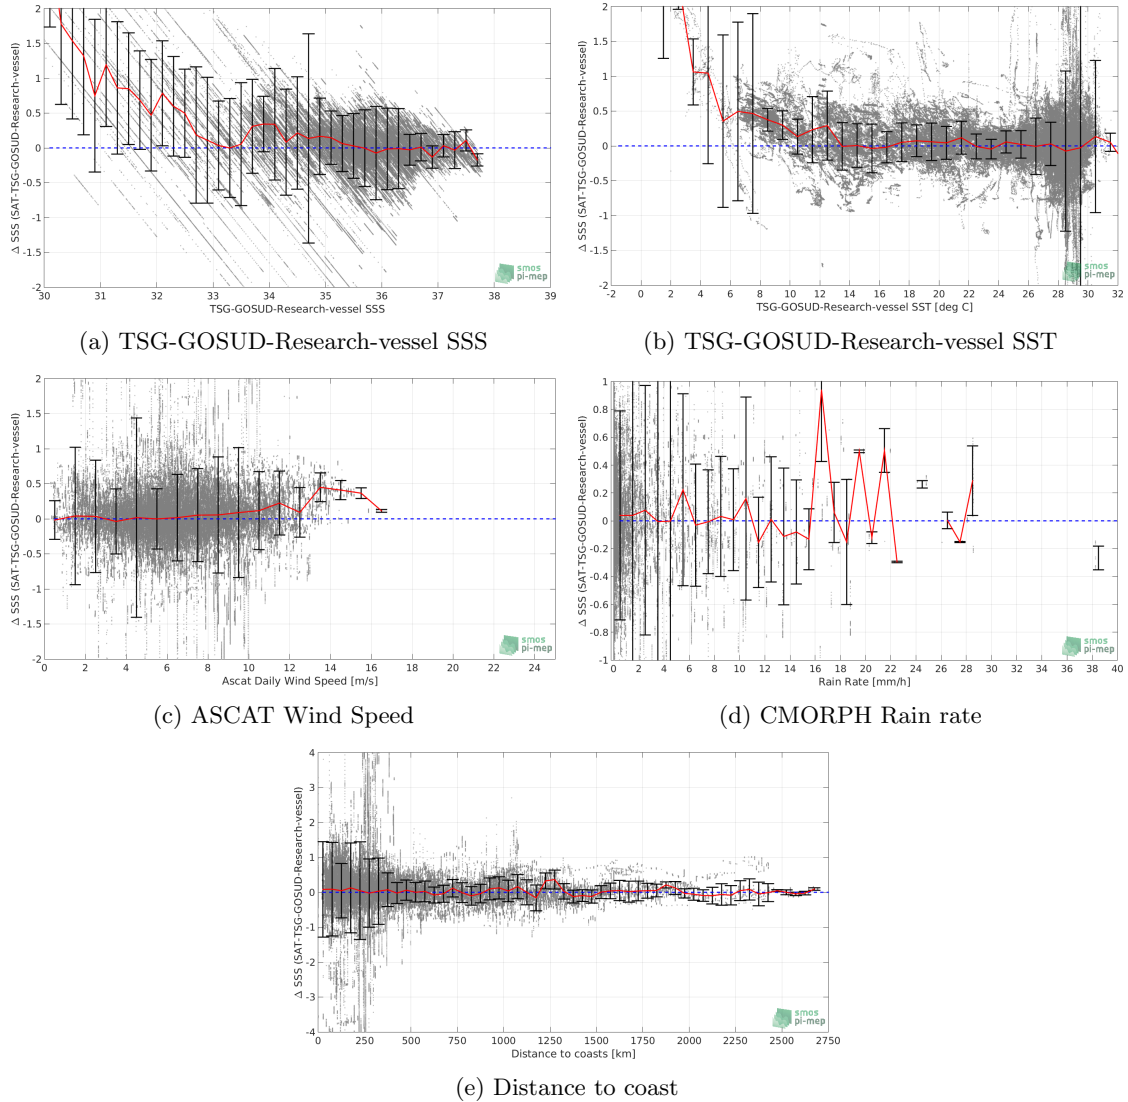 2
1.5
1
0.5
0
-0.5
-1
-1.5
-2
Δ SSS (SAT-TSG-GOSUD-Research-vessel)
30 31 32 33 34 35 36 37 38 39
TSG-GOSUD-Research-vessel SSS
smos
pi-mep
(a) TSG-GOSUD-Research-vessel SSS
2
1.5
1
0.5
0
-0.5
-1
-1.5
-2
Δ SSS (SAT-TSG-GOSUD-Research-vessel)
-2 0 2 4 6 8 10 12 14 16 18 20 22 24 26 28 30 32
TSG-GOSUD-Research-vessel SST [deg C]
smos
pi-mep
(b) TSG-GOSUD-Research-vessel SST
2
1.5
1
0.5
0
-0.5
-1
-1.5
-2
Δ SSS (SAT-TSG-GOSUD-Research-vessel)
0 2 4 6 8 10 12 14 16 18 20 22 24
Ascat Daily Wind Speed [m/s]
smos
pi-mep
(c) ASCAT Wind Speed
1
0.8
0.6
0.4
0.2
0
-0.2
-0.4
-0.6
-0.8
-1
Δ SSS (SAT-TSG-GOSUD-Research-vessel)
0 2 4 6 8 10 12 14 16 18 20 22 24 26 28 30 32 34 36 38 40
Rain Rate [mm/h]
smos
pi-mep
(d) CMORPH Rain rate
4
3
2
1
0
-1
-2
-3
-4
Δ SSS (SAT-TSG-GOSUD-Research-vessel)
0 250 500 750 1000 1250 1500 1750 2000 2250 2500 2750
Distance to coasts [km]
smos
pi-mep
(e) Distance to coast